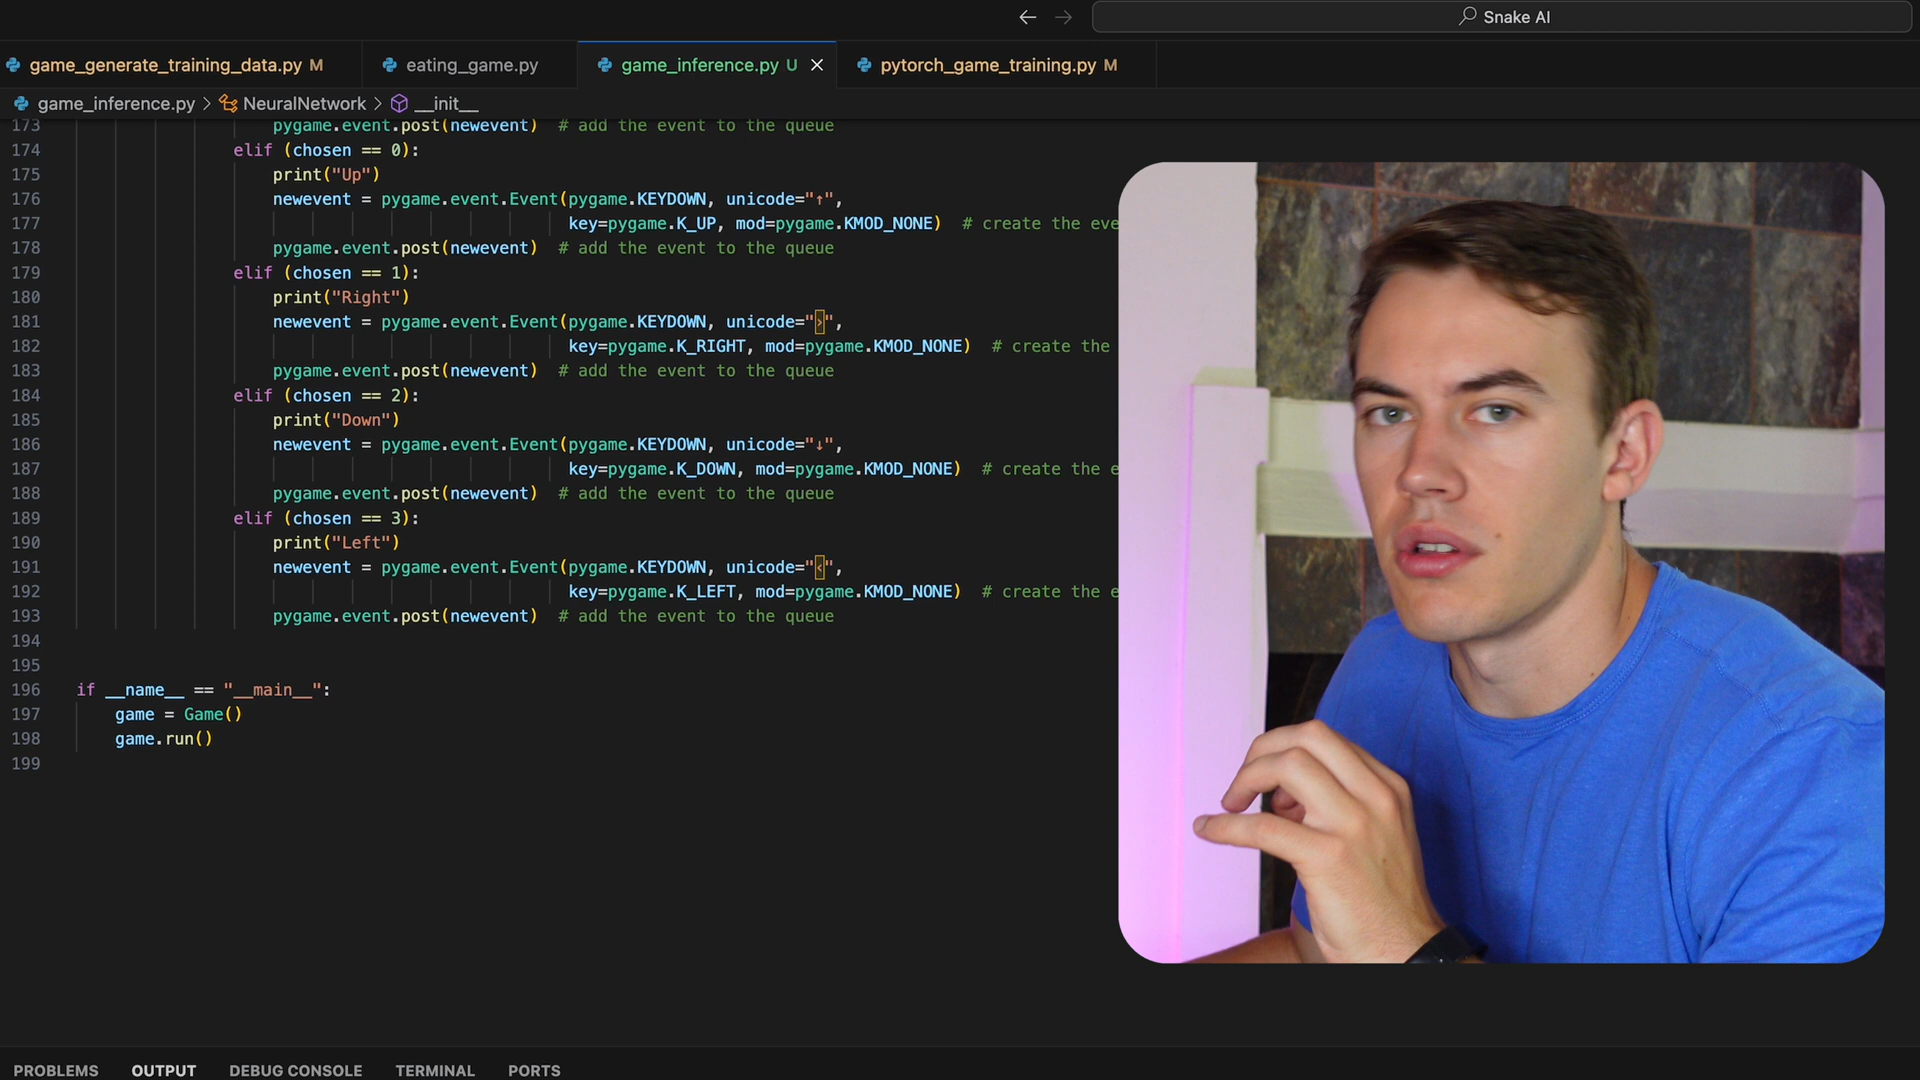 Snake AI
game_generate_training_data.py M
eating_game.py
game_inference.py U
pytorch_game_training.py M
game_inference.py > NeuralNetwork > __init__
173 pygame.event.post(newevent)  # add the event to the queue
174 elif (chosen == 0):
175 print("Up")
176 newevent = pygame.event.Event(pygame.KEYDOWN, unicode="↑",
177 key=pygame.K_UP, mod=pygame.KMOD_NONE)  # create the eve
178 pygame.event.post(newevent)  # add the event to the queue
179 elif (chosen == 1):
180 print("Right")
181 newevent = pygame.event.Event(pygame.KEYDOWN, unicode="›",
182 key=pygame.K_RIGHT, mod=pygame.KMOD_NONE)  # create the
183 pygame.event.post(newevent)  # add the event to the queue
184 elif (chosen == 2):
185 print("Down")
186 newevent = pygame.event.Event(pygame.KEYDOWN, unicode="↓",
187 key=pygame.K_DOWN, mod=pygame.KMOD_NONE)  # create the e
188 pygame.event.post(newevent)  # add the event to the queue
189 elif (chosen == 3):
190 print("Left")
191 newevent = pygame.event.Event(pygame.KEYDOWN, unicode="‹",
192 key=pygame.K_LEFT, mod=pygame.KMOD_NONE)  # create the e
193 pygame.event.post(newevent)  # add the event to the queue
194
195
196 if __name__ == "__main__":
197 game = Game()
198 game.run()
199
PROBLEMS OUTPUT DEBUG CONSOLE TERMINAL PORTS